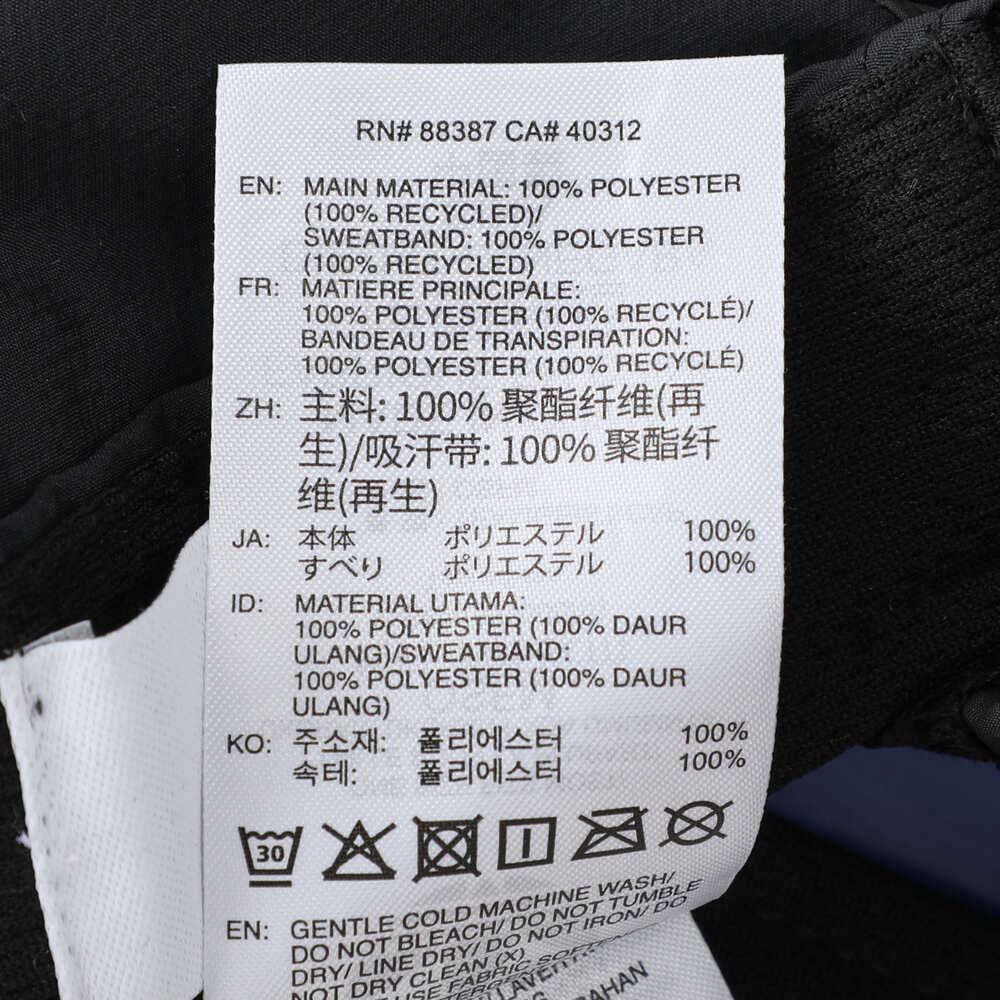 RN# 88387 CA# 40312
EN: MAIN MATERIAL: 100% POLYESTER
(100% RECYCLED)/
SWEATBAND: 100% POLYESTER
(100% RECYCLED)
FR: MATIERE PRINCIPALE:
100% POLYESTER (100% RECYCLÉ)/
BANDEAU DE TRANSPIRATION:
100% POLYESTER (100% RECYCLÉ)
ZH: 主料: 100% 聚酯纤维(再
生)/吸汗带: 100% 聚酯纤
维(再生)
JA: 本体 ポリエステル 100%
すべり ポリエステル 100%
ID: MATERIAL UTAMA:
100% POLYESTER (100% DAUR
ULANG)/SWEATBAND:
100% POLYESTER (100% DAUR
ULANG)
KO: 주소재: 폴리에스터 100%
속테: 폴리에스터 100%
30
EN: GENTLE COLD MACHINE WASH/
DO NOT BLEACH/ DO NOT TUMBLE
DRY/ LINE DRY/ DO NOT IRON/ DO
NOT DRY CLEAN (X)
USE FABRIC